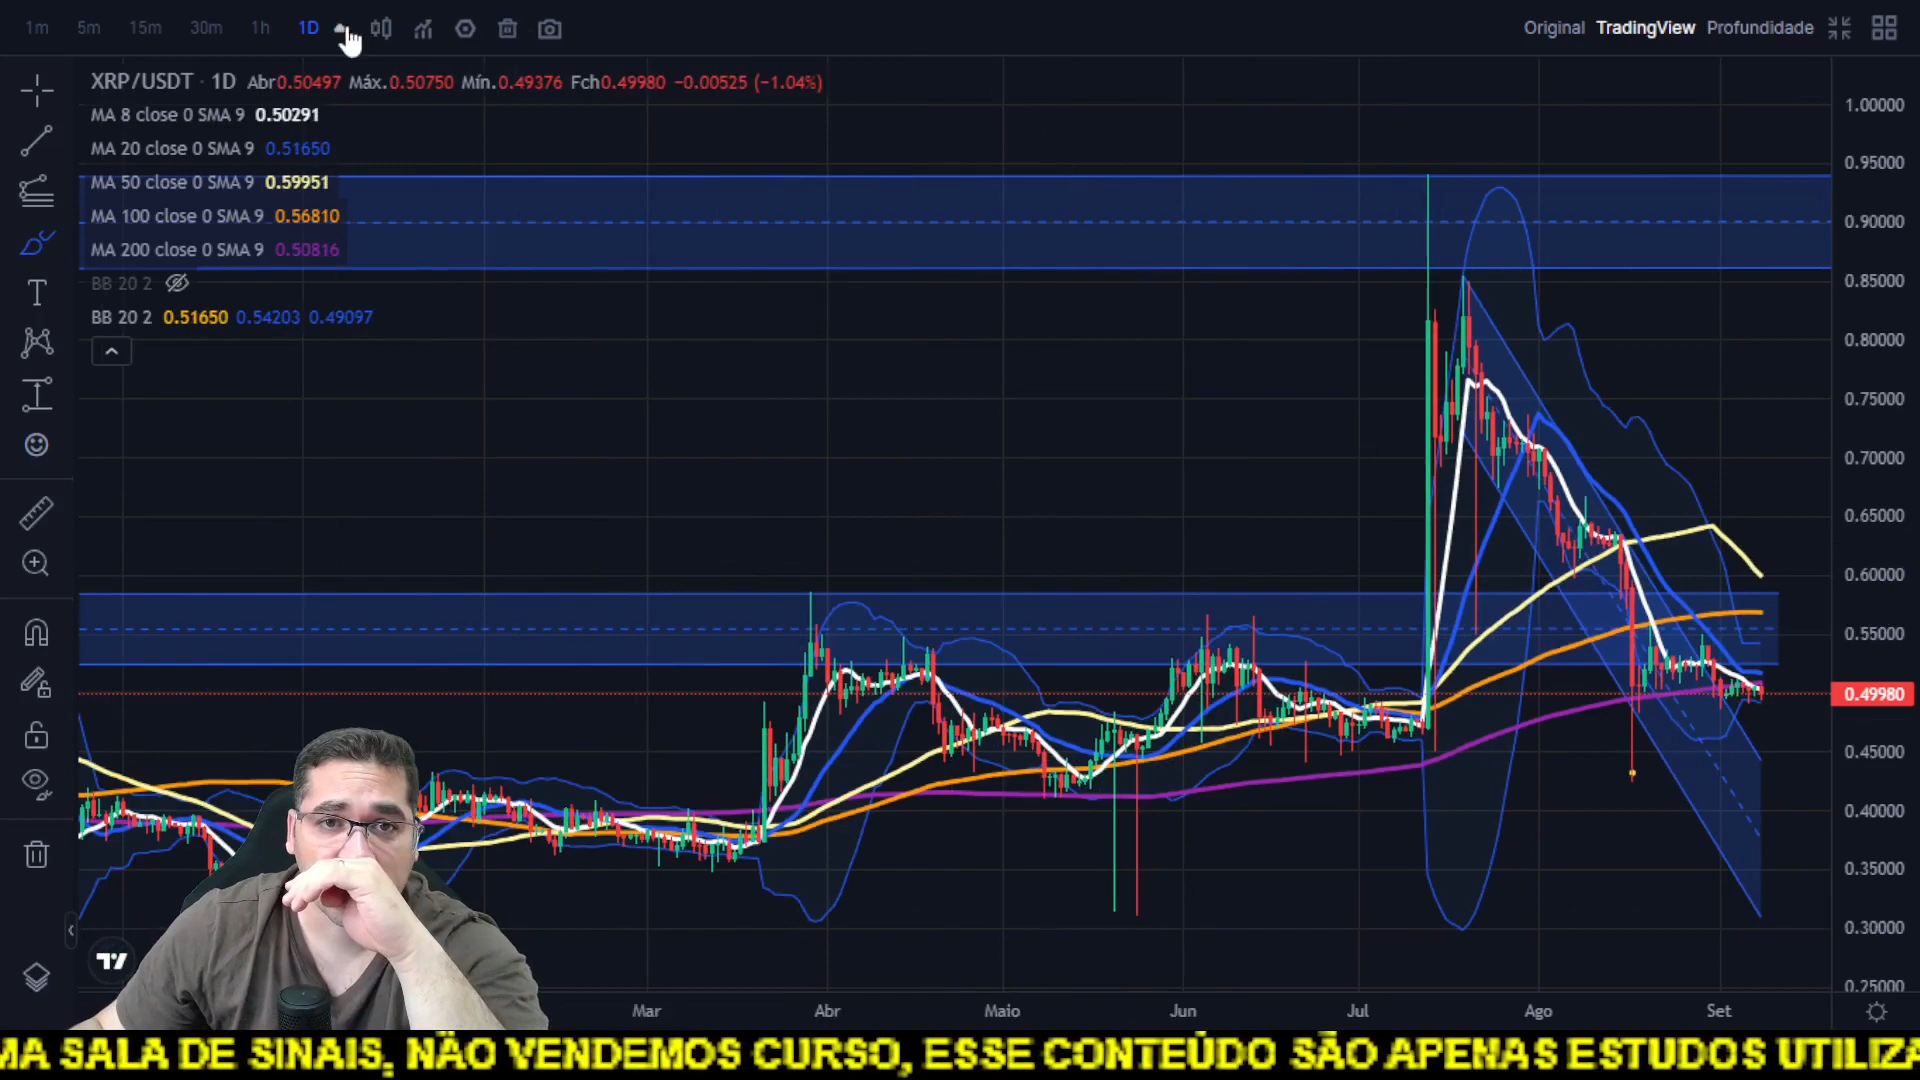 1m 5m 15m 30m 1h 1D
Original TradingView Profundidade
XRP/USDT · 1D Abr0.50497 Máx.0.50750 Mín.0.49376 Fch0.49980 −0.00525 (−1.04%)
MA 8 close 0 SMA 9 0.50291
MA 20 close 0 SMA 9 0.51650
MA 50 close 0 SMA 9 0.59951
MA 100 close 0 SMA 9 0.56810
MA 200 close 0 SMA 9 0.50816
BB 20 2
BB 20 2 0.51650 0.54203 0.49097
1.00000
0.95000
0.90000
0.85000
0.80000
0.75000
0.70000
0.65000
0.60000
0.55000
0.49980
0.45000
0.40000
0.35000
0.30000
0.25000
Mar Abr Maio Jun Jul Ago Set
MA SALA DE SINAIS, NÃO VENDEMOS CURSO, ESSE CONTEÙDO SÃO APENAS ESTUDOS UTILIZA